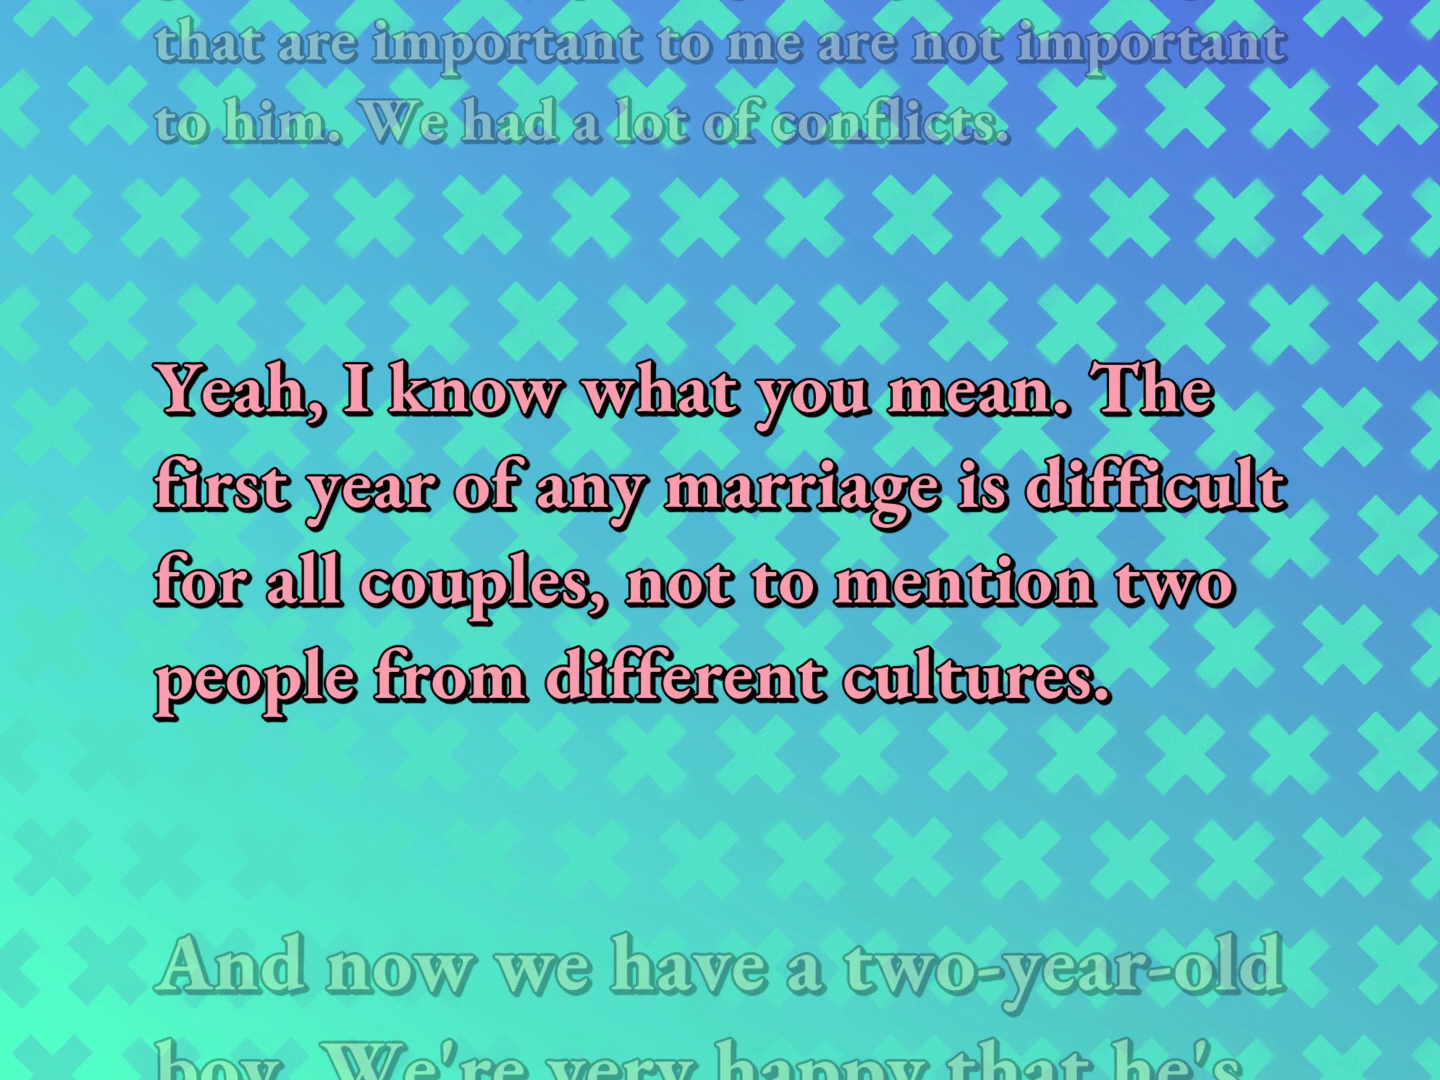 that are important to me are not important
to him. We had a lot of conflicts.
Yeah, I know what you mean. The
first year of any marriage is difficult
for all couples, not to mention two
people from different cultures.
And now we have a two-year-old
boy. We're very happy that he's